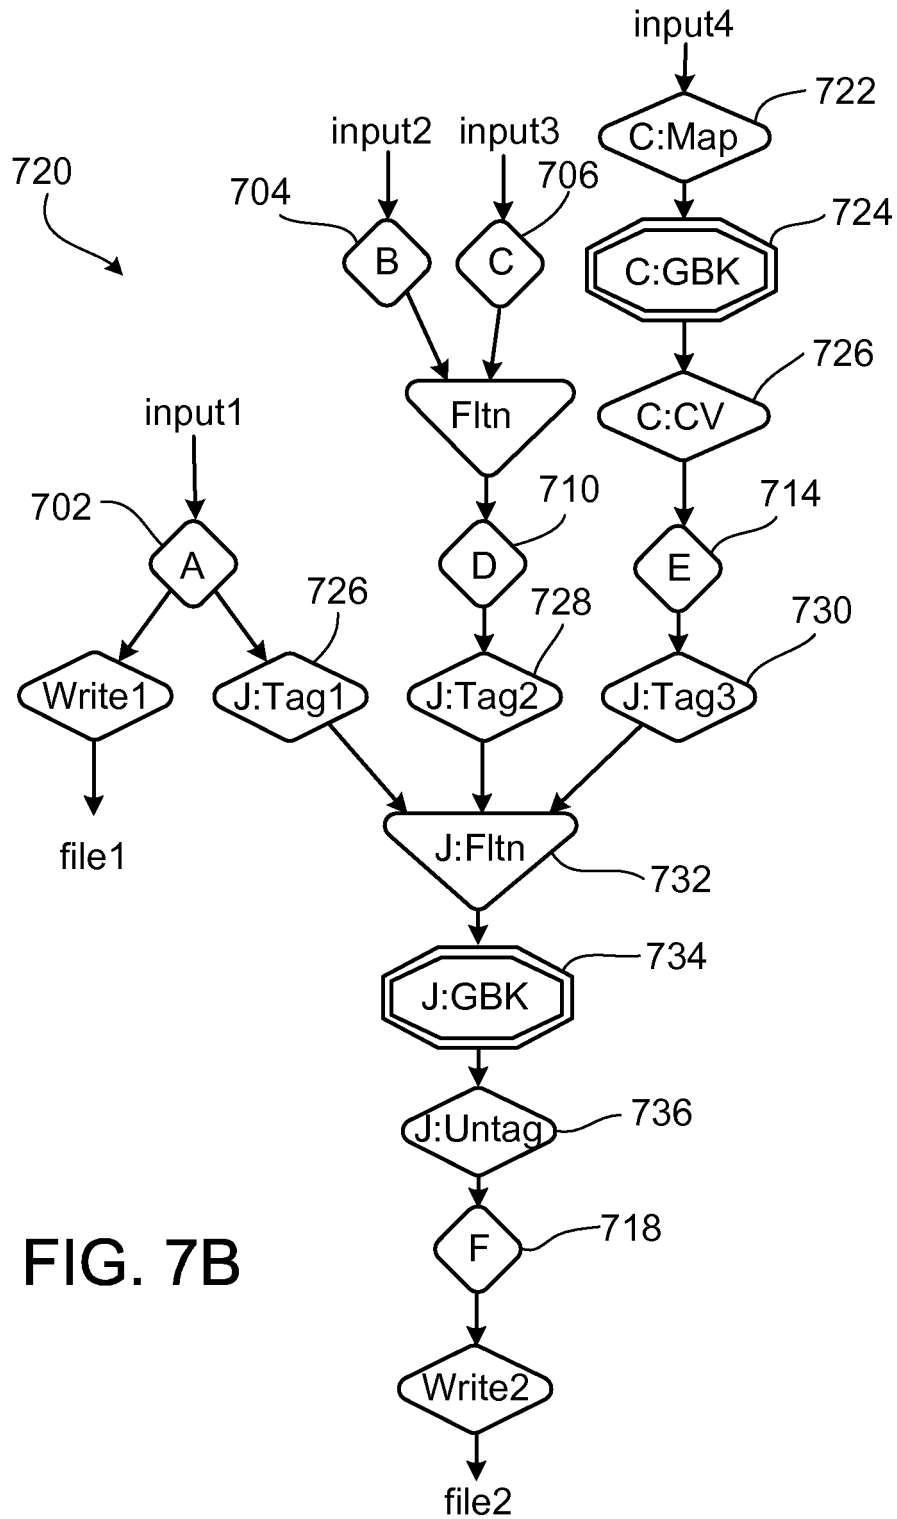 input4
722
C:Map
input2
input3
720
704
706
724
B
C
C:GBK
726
input1
Fltn
C:CV
702
710
714
A
D
E
726
728
730
Write1
J:Tag1
J:Tag2
J:Tag3
file1
J:Fltn
732
734
J:GBK
J:Untag
736
FIG. 7B
F
718
Write2
file2